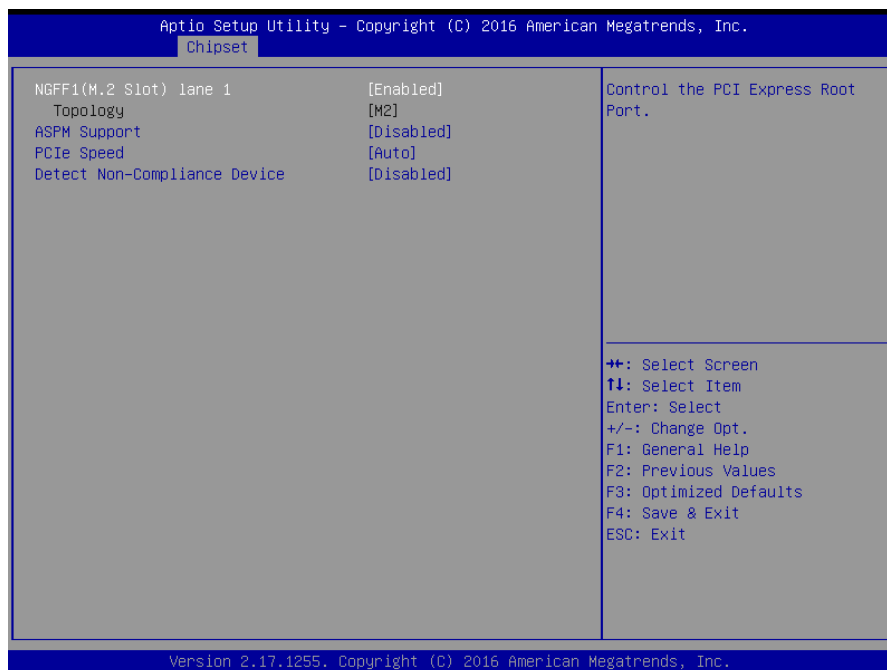 Aptio Setup Utility – Copyright (C) 2016 American Megatrends, Inc.
Chipset
NGFF1(M.2 Slot) lane 1 [Enabled]
Topology [M2]
ASPM Support [Disabled]
PCIe Speed [Auto]
Detect Non-Compliance Device [Disabled]
Control the PCI Express Root
Port.
→←: Select Screen
↑↓: Select Item
Enter: Select
+/-: Change Opt.
F1: General Help
F2: Previous Values
F3: Optimized Defaults
F4: Save & Exit
ESC: Exit
Version 2.17.1255. Copyright (C) 2016 American Megatrends, Inc.